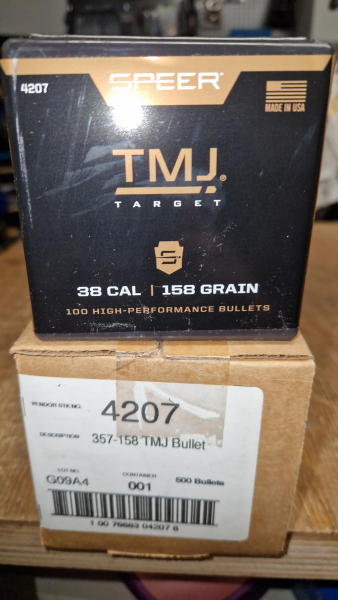 4207
SPEER®
MADE IN USA
TMJ®
TARGET
S
38 CAL | 158 GRAIN
100 HIGH-PERFORMANCE BULLETS
VENDOR STK NO.
4207
DESCRIPTION
357-158 TMJ Bullet
LOT NO.
CONTAINER
G09A4
001
500 Bullets
1 00 76683 04207 6